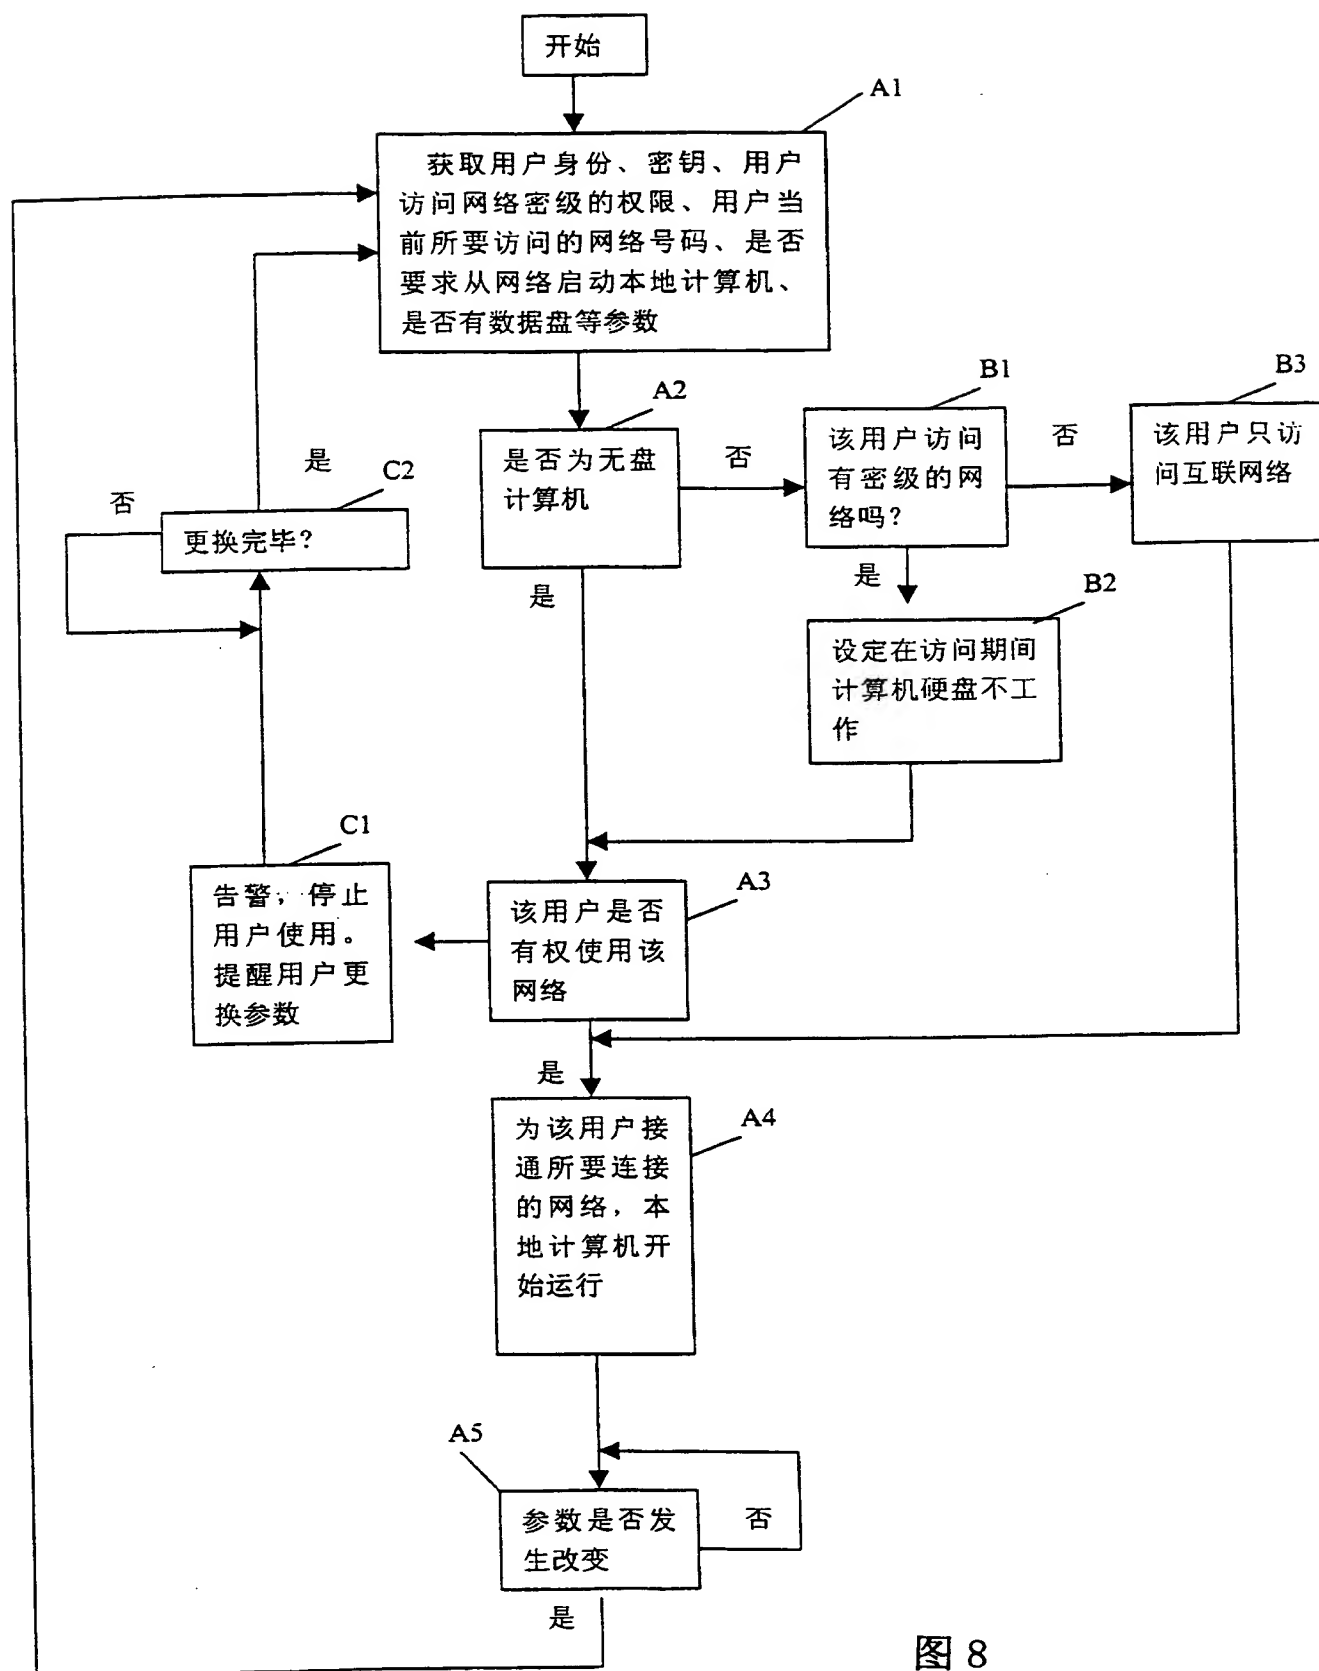 开始
A1
获取用户身份、密钥、用户
访问网络密级的权限、用户当
前所要访问的网络号码、是否
要求从网络启动本地计算机、
是否有数据盘等参数
A2
是否为无盘
计算机
否
B1
该用户访问
有密级的网
络吗？
否
B3
该用户只访
问互联网络
是
C2
否
更换完毕？
是
是
B2
设定在访问期间
计算机硬盘不工
作
C1
告警，停止
用户使用。
提醒用户更
换参数
A3
该用户是否
有权使用该
网络
是
A4
为该用户接
通所要连接
的网络，本
地计算机开
始运行
A5
参数是否发
生改变
否
是
图 8